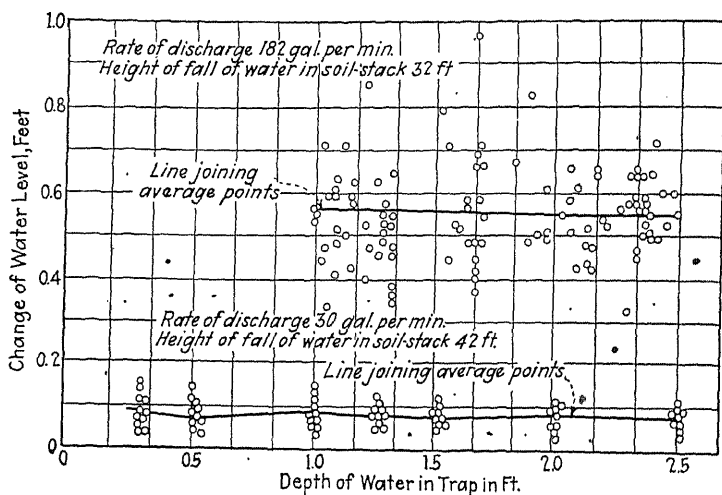 1.0
Rate of discharge 182 gal. per min.
Height of fall of water in soil-stack 32 ft
0.8
Line joining
average points
0.6
0.4
Rate of discharge 30 gal. per min.
Height of fall of water in soil-stack 42 ft.
0.2
Line joining average points
0
0 0.5 1.0 1.5 2.0 2.5
Change of Water Level, Feet
Depth of Water in Trap in Ft.